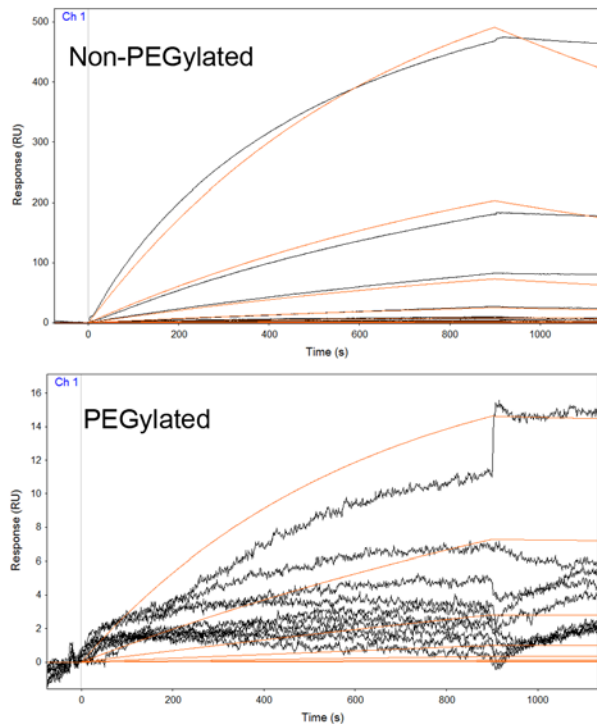 Ch 1
Non-PEGylated
500
400
300
200
100
0
Response (RU)
0 200 400 600 800 1000
Time (s)
Ch 1
PEGylated
16
14
12
10
8
6
4
2
0
Response (RU)
0 200 400 600 800 1000
Time (s)